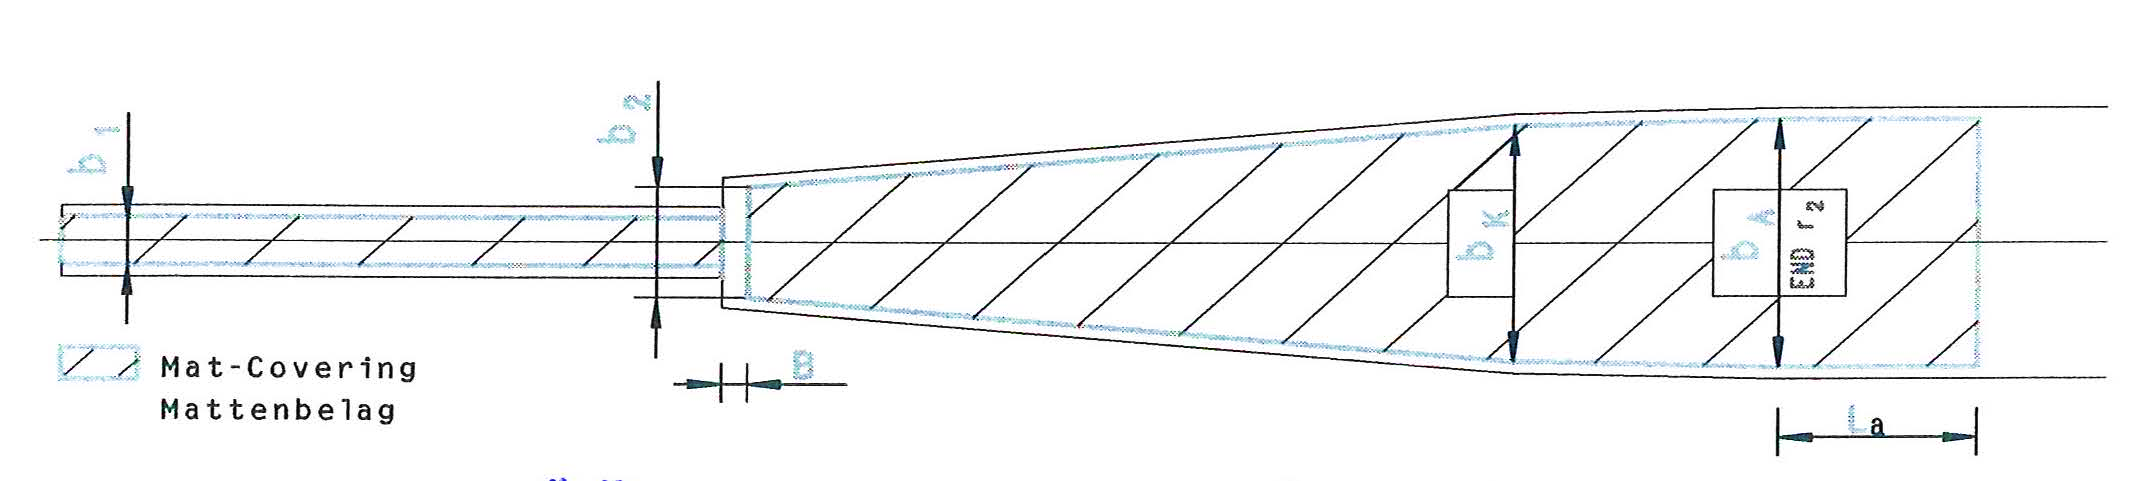 b1
b2
bK
bA
END r2
B
La
Mat-Covering
Mattenbelag